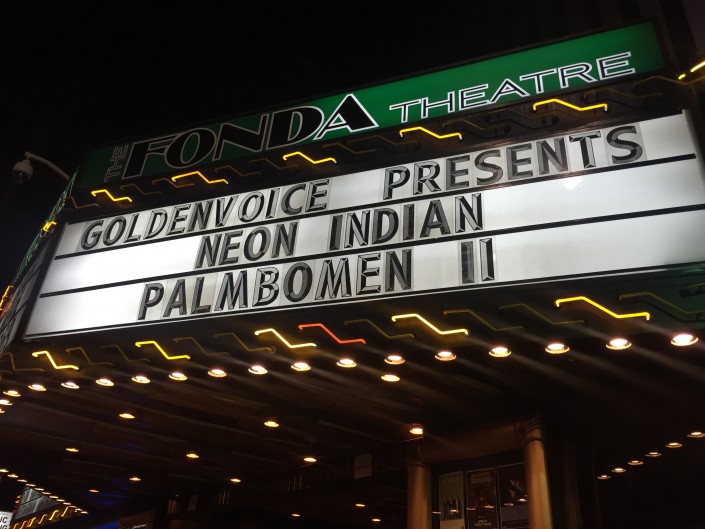 THE FONDA THEATRE
GOLDENVOICE PRESENTS
NEON INDIAN
PALMBOMEN II